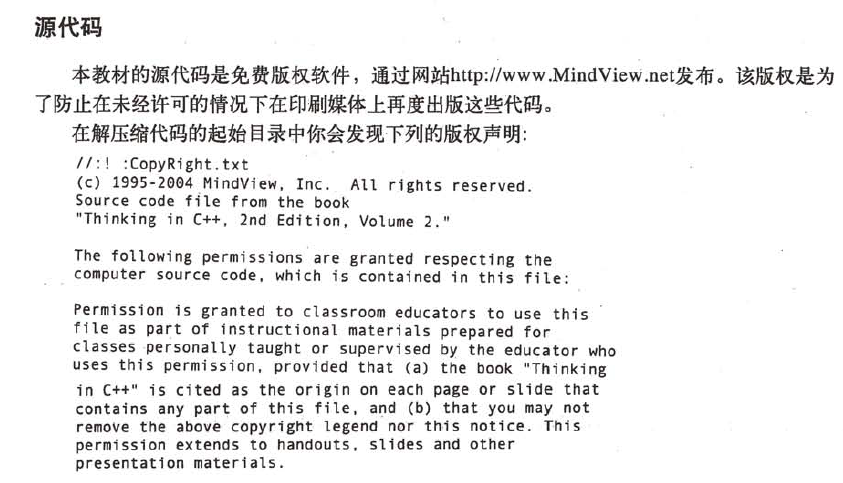 源代码
本教材的源代码是免费版权软件，通过网站http://www.MindView.net发布。该版权是为
了防止在未经许可的情况下在印刷媒体上再度出版这些代码。
在解压缩代码的起始目录中你会发现下列的版权声明:
//:! :CopyRight.txt
(c) 1995-2004 MindView, Inc.  All rights reserved.
Source code file from the book
"Thinking in C++, 2nd Edition, Volume 2."
The following permissions are granted respecting the
computer source code, which is contained in this file:
Permission is granted to classroom educators to use this
file as part of instructional materials prepared for
classes personally taught or supervised by the educator who
uses this permission, provided that (a) the book "Thinking
in C++" is cited as the origin on each page or slide that
contains any part of this file, and (b) that you may not
remove the above copyright legend nor this notice. This
permission extends to handouts, slides and other
presentation materials.